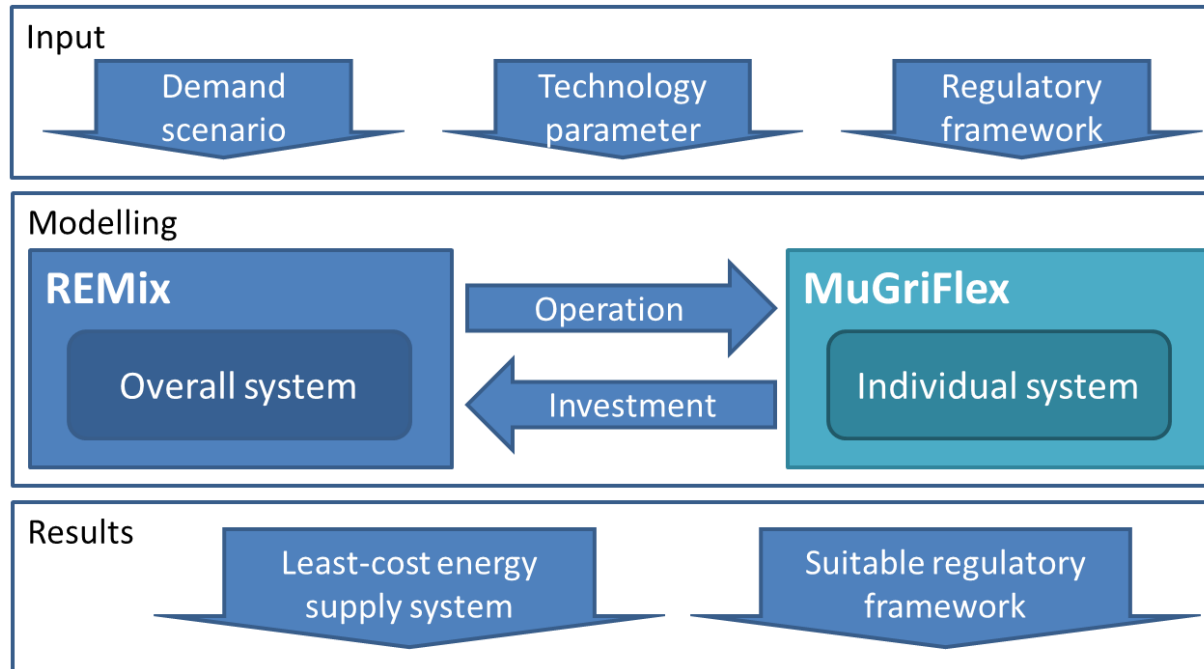 Input
Demand
scenario
Technology
parameter
Regulatory
framework
Modelling
REMix
Overall system
Operation
Investment
MuGriFlex
Individual system
Results
Least-cost energy
supply system
Suitable regulatory
framework